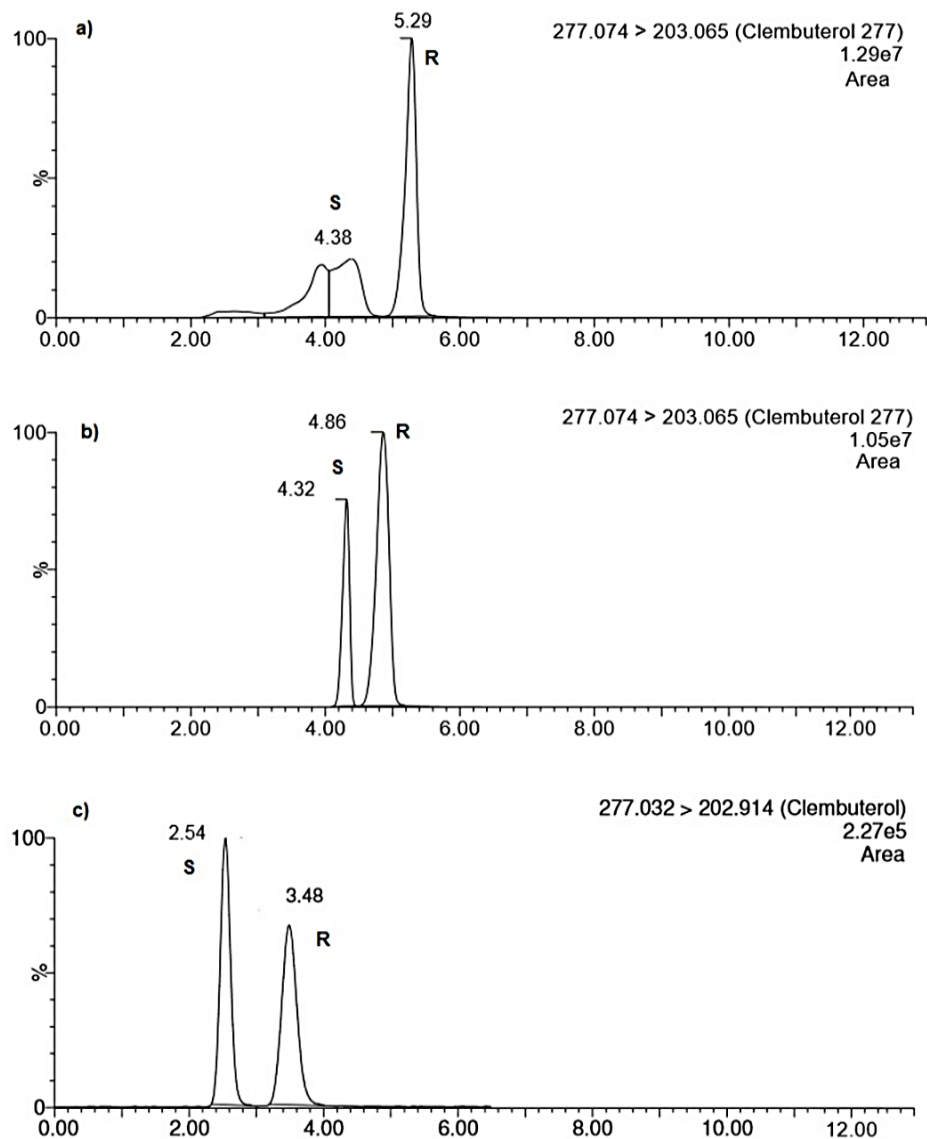 a)
5.29
277.074 > 203.065 (Clembuterol 277)
1.29e7
Area
100
R
S
4.38
%
0
0.00 2.00 4.00 6.00 8.00 10.00 12.00
b)
4.86
R
277.074 > 203.065 (Clembuterol 277)
1.05e7
Area
100
S
4.32
%
0
0.00 2.00 4.00 6.00 8.00 10.00 12.00
c)
277.032 > 202.914 (Clembuterol)
2.27e5
Area
100
2.54
S
3.48
R
%
0
0.00 2.00 4.00 6.00 8.00 10.00 12.00